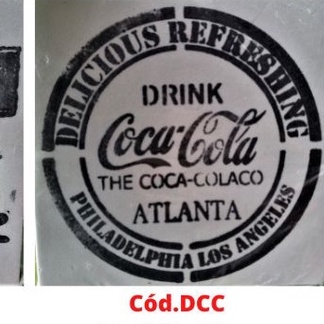 DELICIOUS REFRESHING
DRINK
Coca-Cola
THE COCA-COLACO
ATLANTA
PHILADELPHIA LOS ANGELES
Cód.DCC